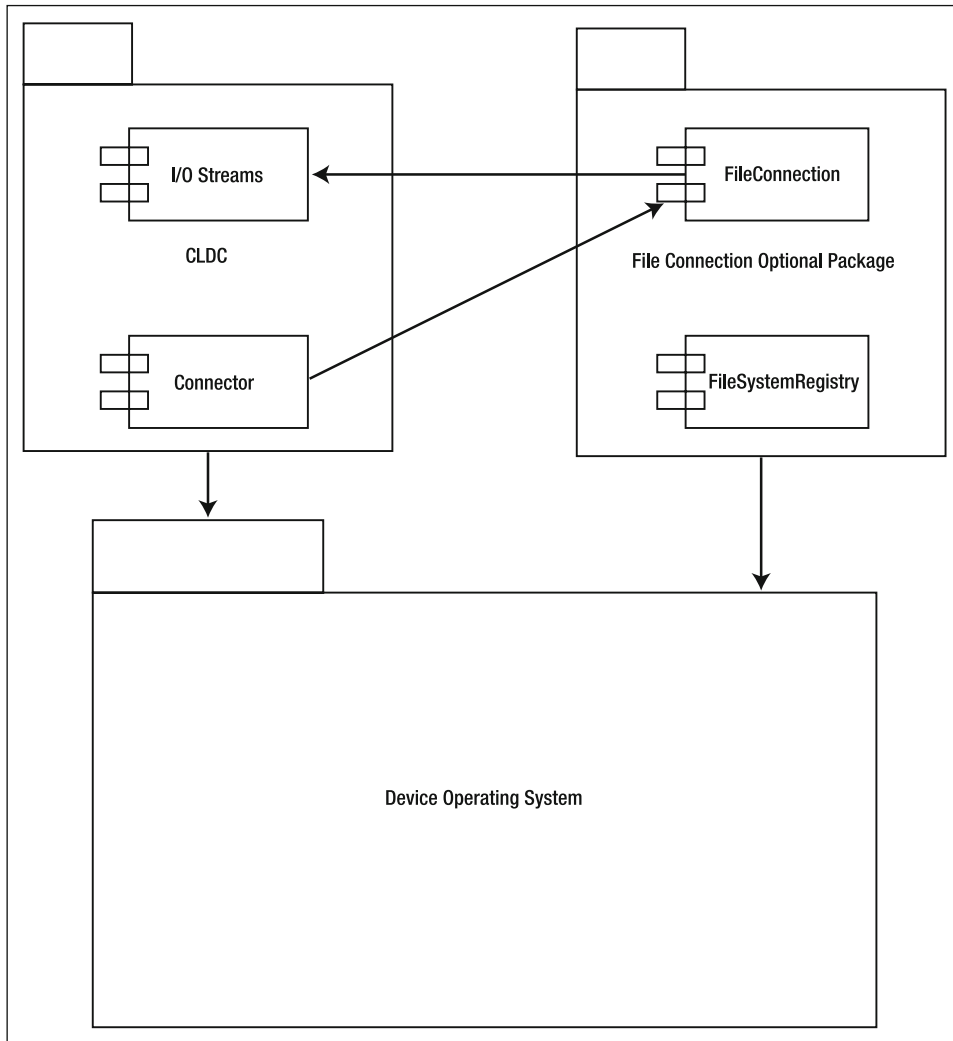 I/O Streams
FileConnection
CLDC
File Connection Optional Package
Connector
FileSystemRegistry
Device Operating System